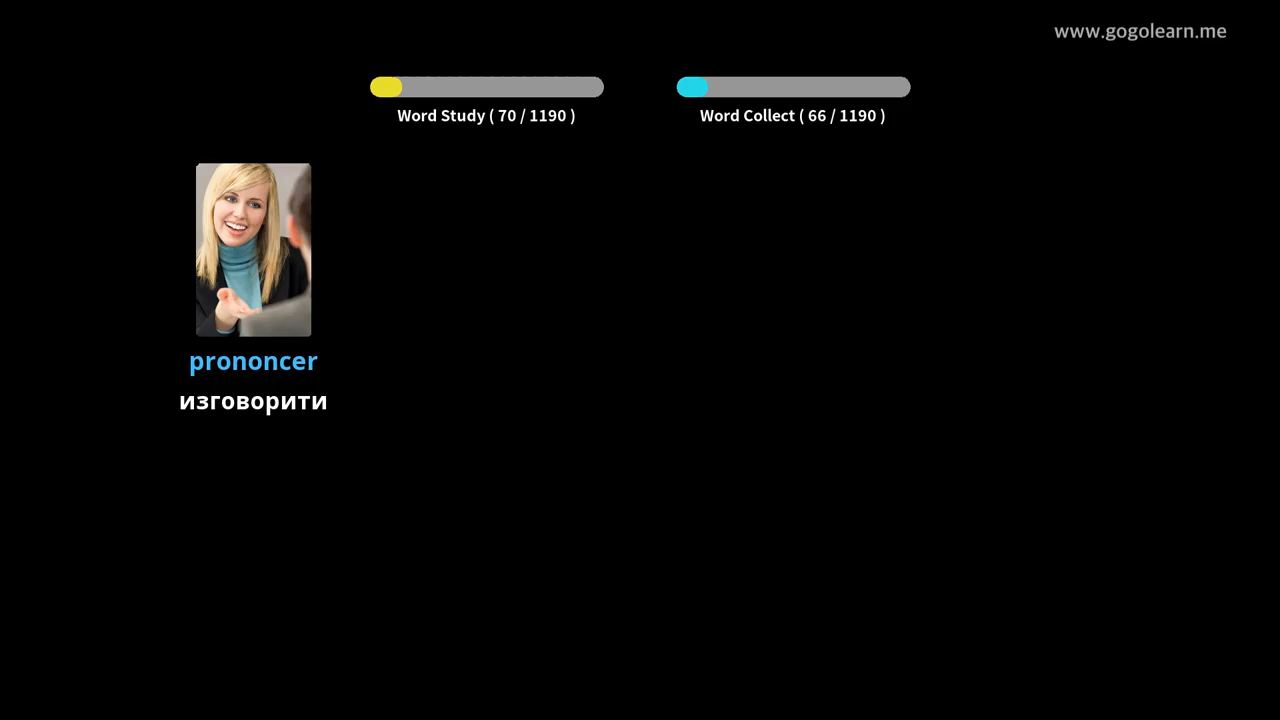 www.gogolearn.me
Word Study ( 70 / 1190 )
Word Collect ( 66 / 1190 )
prononcer
изговорити